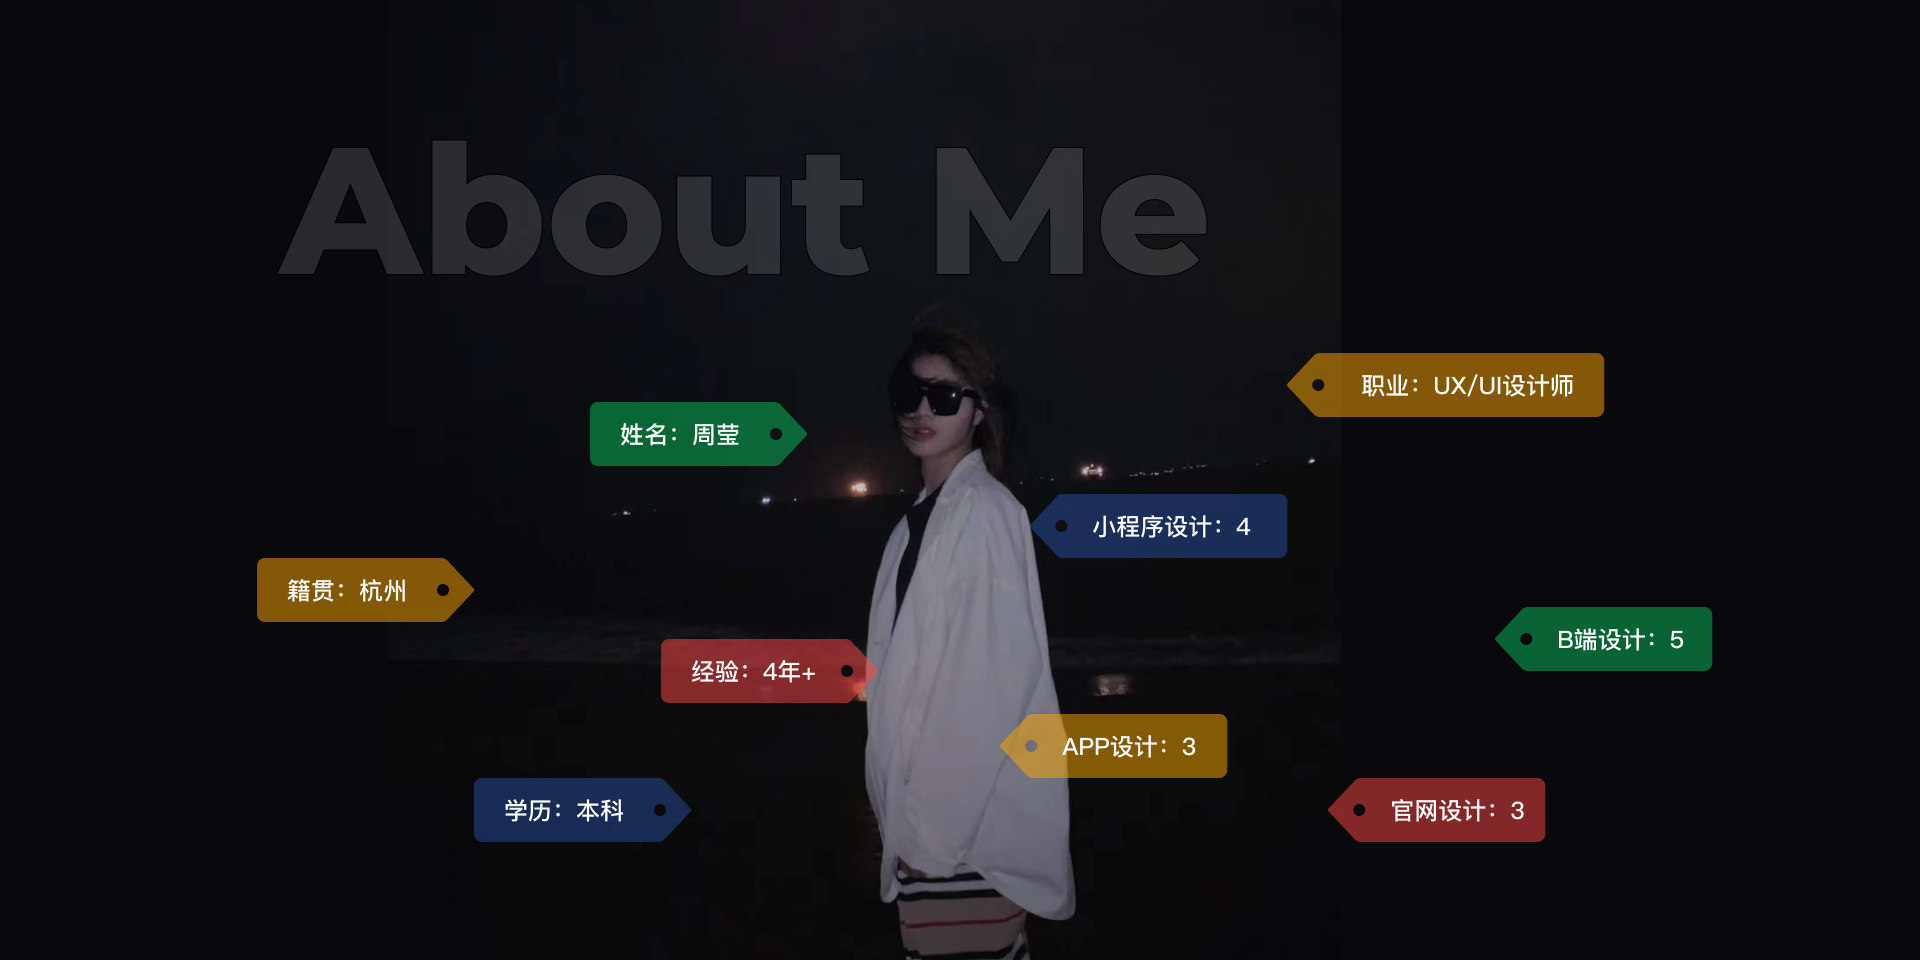 About Me
职业：UX/UI设计师
姓名：周莹
小程序设计：4
籍贯：杭州
B端设计：5
经验：4年+
APP设计：3
学历：本科
官网设计：3